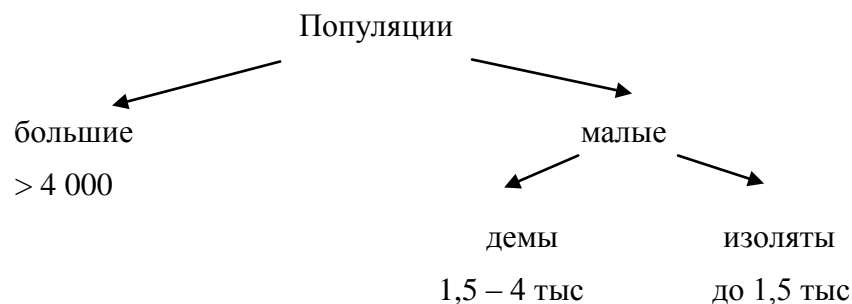 Популяции
большие
малые
> 4 000
демы
изоляты
1,5 – 4 тыс
до 1,5 тыс